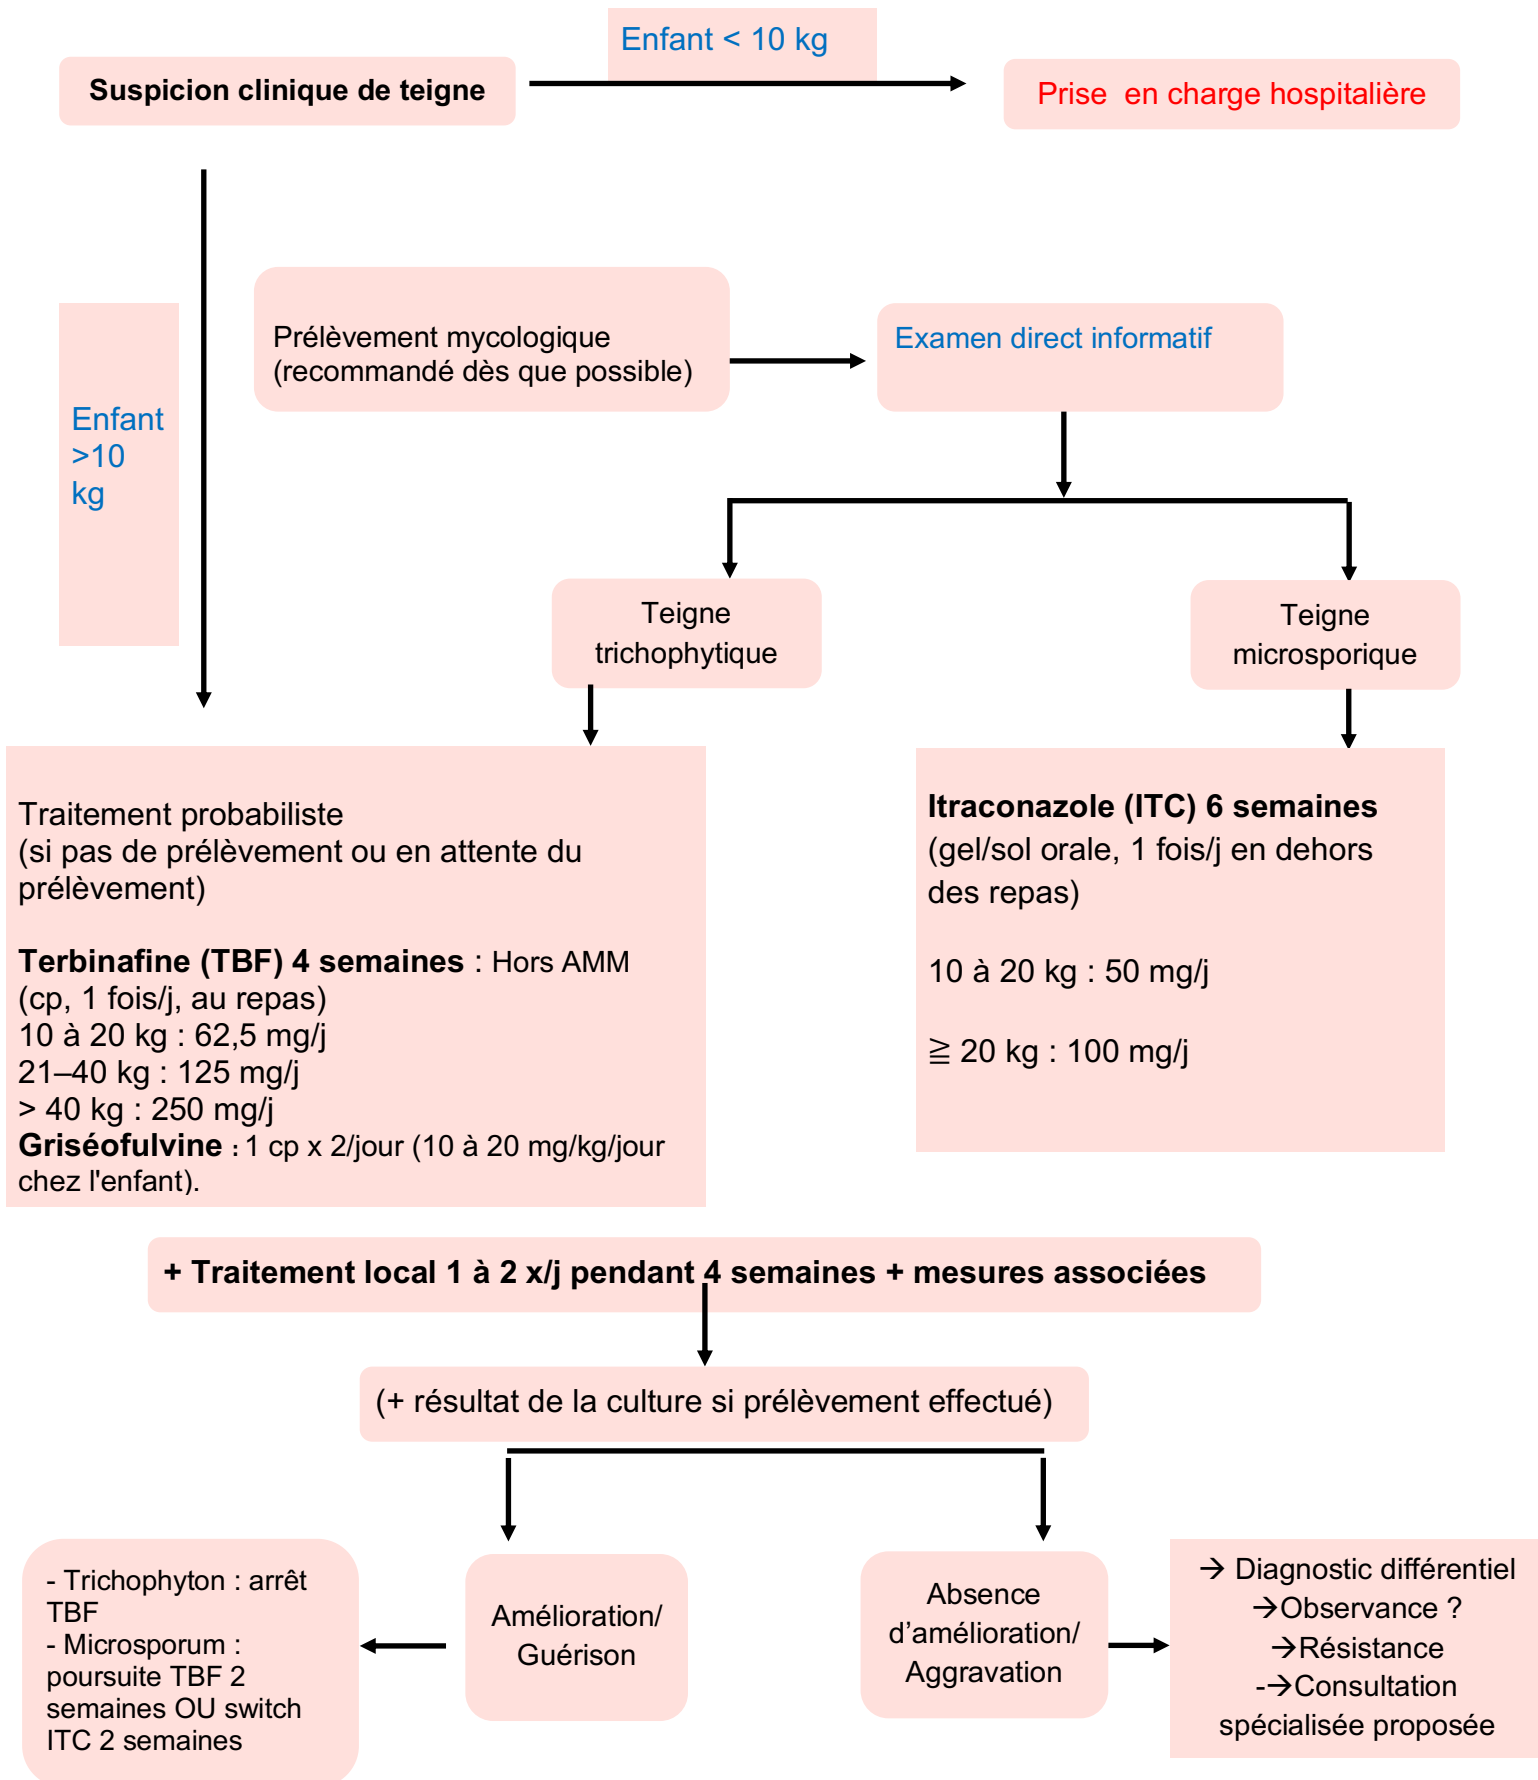 Enfant < 10 kg
Suspicion clinique de teigne
Prise en charge hospitalière
Prélèvement mycologique
(recommandé dès que possible)
Examen direct informatif
Enfant
>10
kg
Teigne
trichophytique
Teigne
microsporique
Traitement probabiliste
(si pas de prélèvement ou en attente du
prélèvement)
Terbinafine (TBF) 4 semaines : Hors AMM
(cp, 1 fois/j, au repas)
10 à 20 kg : 62,5 mg/j
21–40 kg : 125 mg/j
> 40 kg : 250 mg/j
Griséofulvine : 1 cp x 2/jour (10 à 20 mg/kg/jour
chez l'enfant).
Itraconazole (ITC) 6 semaines
(gel/sol orale, 1 fois/j en dehors
des repas)
10 à 20 kg : 50 mg/j
≧ 20 kg : 100 mg/j
+ Traitement local 1 à 2 x/j pendant 4 semaines + mesures associées
(+ résultat de la culture si prélèvement effectué)
- Trichophyton : arrêt
TBF
- Microsporum :
poursuite TBF 2
semaines OU switch
ITC 2 semaines
Amélioration/
Guérison
Absence
d’amélioration/
Aggravation
→ Diagnostic différentiel
→Observance ?
→Résistance
-→Consultation
spécialisée proposée